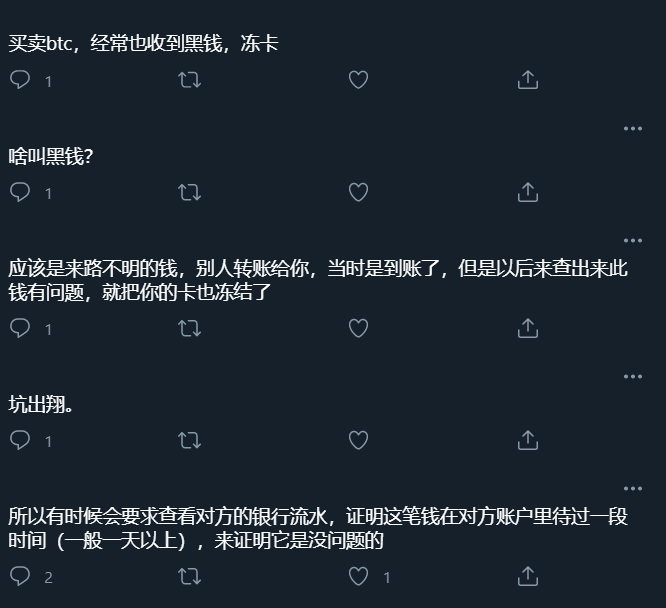 买卖btc，经常也收到黑钱，冻卡
1
啥叫黑钱？
1
应该是来路不明的钱，别人转账给你，当时是到账了，但是以后来查出来此
钱有问题，就把你的卡也冻结了
1
坑出翔。
1
所以有时候会要求查看对方的银行流水，证明这笔钱在对方账户里待过一段
时间（一般一天以上），来证明它是没问题的
2 1